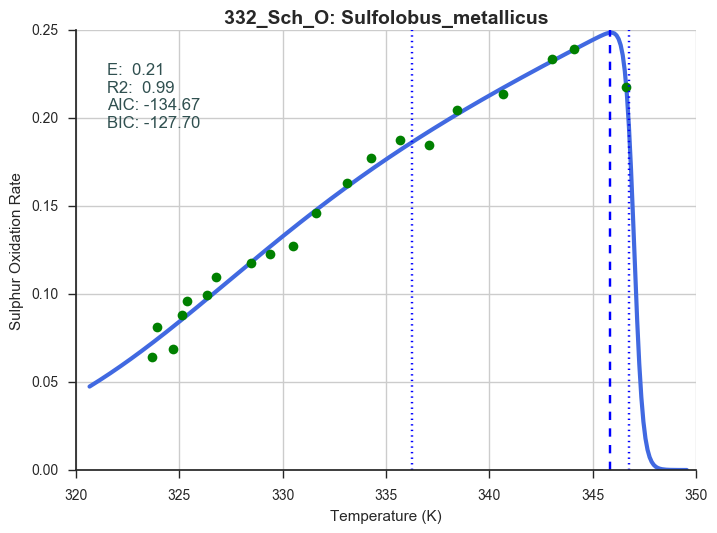 332_Sch_O: Sulfolobus_metallicus
E: 0.21
R2: 0.99
AIC: -134.67
BIC: -127.70
Sulphur Oxidation Rate
0.25
0.20
0.15
0.10
0.05
0.00
320
325
330
335
340
345
350
Temperature (K)